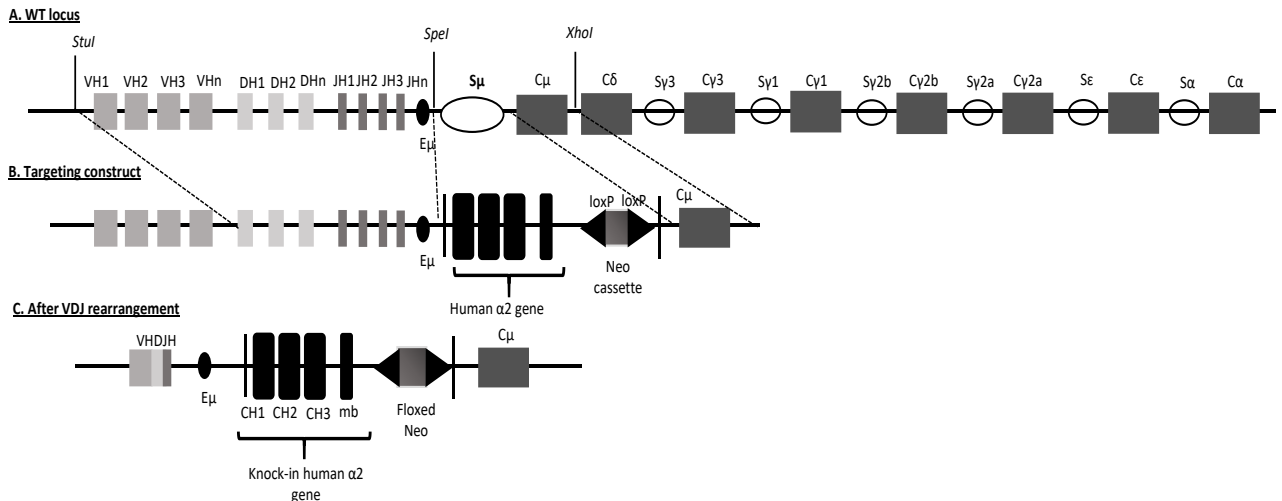 A. WT locus
StuI
SpeI
XhoI
VH1 VH2 VH3 VHn DH1 DH2 DHn JH1 JH2 JH3 JHn Sμ Cμ Cδ Sγ3 Cγ3 Sγ1 Cγ1 Sγ2b Cγ2b Sγ2a Cγ2a Sε Cε Sα Cα
Eμ
B. Targeting construct
Cμ
loxP loxP
Eμ
Neo
cassette
Human α2 gene
C. After VDJ rearrangement
VHDJH
Cμ
Eμ
CH1 CH2 CH3 mb Floxed
Neo
Knock-in human α2
gene